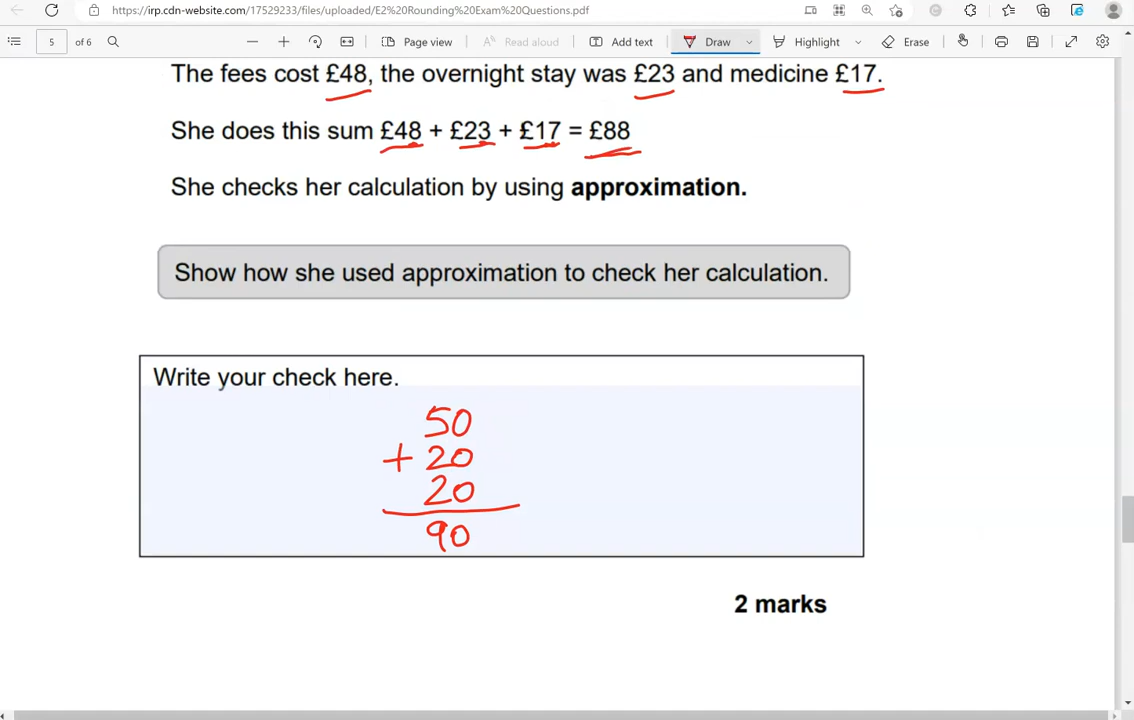 https://irp.cdn-website.com/17529233/files/uploaded/E2%20Rounding%20Exam%20Questions.pdf
5 of 6 Page view Read aloud Add text Draw Highlight Erase
The fees cost £48, the overnight stay was £23 and medicine £17.
She does this sum £48 + £23 + £17 = £88
She checks her calculation by using approximation.
Show how she used approximation to check her calculation.
Write your check here.
50
+ 20
20
90
2 marks